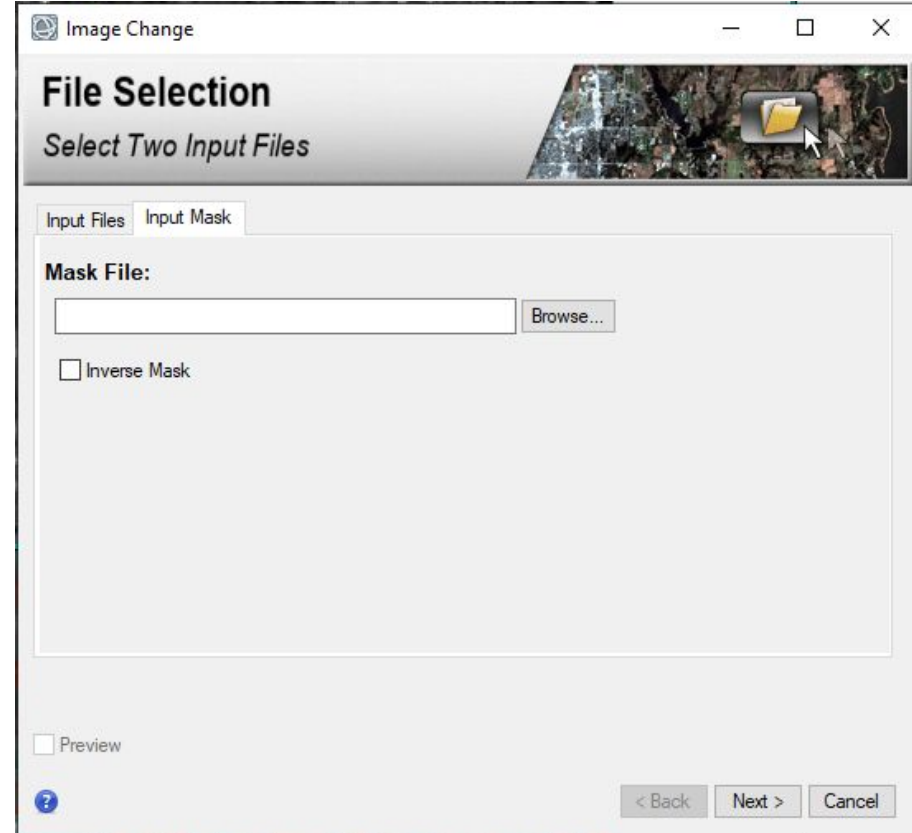 Image Change
File Selection
Select Two Input Files
Input Files Input Mask
Mask File:
Browse...
Inverse Mask
Preview
?
< Back Next > Cancel